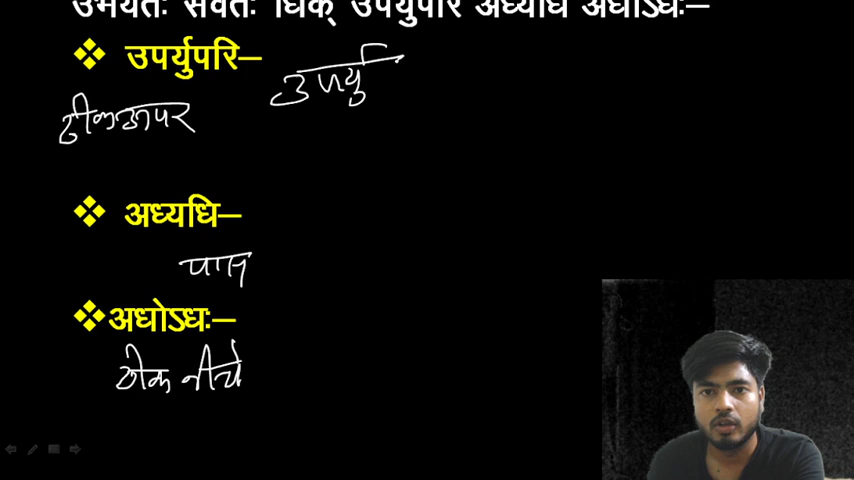 उभयतः सर्वतः धिक् उपर्युपरि अध्यधि अधोऽधः–
❖ उपर्युपरि– उपर्यु
ठीक ऊपर
❖ अध्यधि–
पास
❖ अधोऽधः–
ठीक नीचे